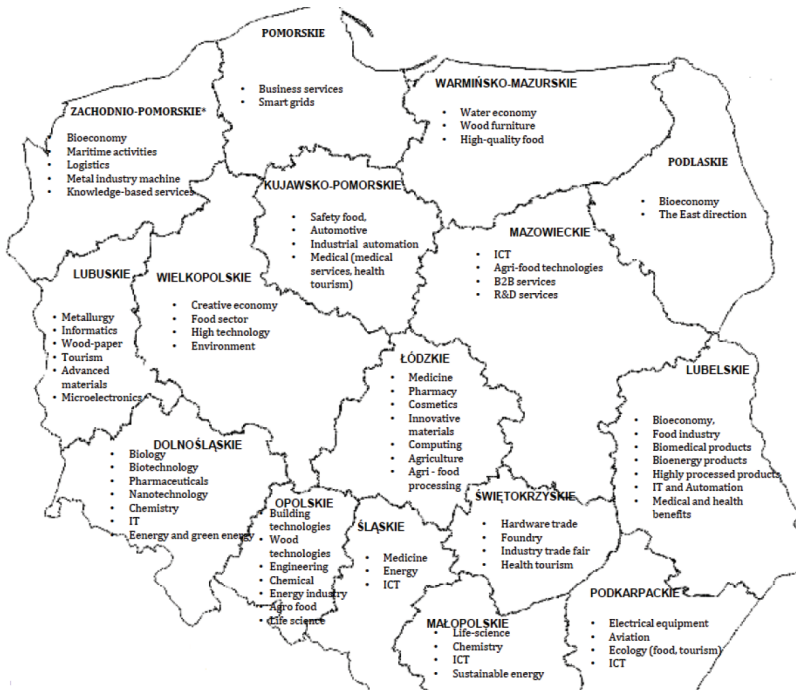 POMORSKIE
• Business services
• Smart grids
WARMIŃSKO-MAZURSKIE
• Water economy
• Wood furniture
• High-quality food
ZACHODNIO-POMORSKIE*
• Bioeconomy
• Maritime activities
• Logistics
• Metal industry machine
• Knowledge-based services
PODLASKIE
• Bioeconomy
• The East direction
KUJAWSKO-POMORSKIE
• Safety food,
• Automotive
• Industrial automation
• Medical (medical
services, health
tourism)
MAZOWIECKIE
• ICT
• Agri-food technologies
• B2B services
• R&D services
LUBUSKIE
• Metallurgy
• Informatics
• Wood-paper
• Tourism
• Advanced
materials
• Microelectronics
WIELKOPOLSKIE
• Creative economy
• Food sector
• High technology
• Environment
ŁÓDZKIE
• Medicine
• Pharmacy
• Cosmetics
• Innovative
materials
• Computing
• Agriculture
• Agri - food
processing
LUBELSKIE
• Bioeconomy,
• Food industry
• Biomedical products
• Bioenergy products
• Highly processed products
• IT and Automation
• Medical and health
benefits
DOLNOŚLĄSKIE
• Biology
• Biotechnology
• Pharmaceuticals
• Nanotechnology
• Chemistry
• IT
• Eenergy and green energy
OPOLSKIE
• Building
technologies
• Wood
technologies
• Engineering
• Chemical
• Energy industry
• Agro food
• Life science
ŚLĄSKIE
• Medicine
• Energy
• ICT
ŚWIĘTOKRZYSKIE
• Hardware trade
• Foundry
• Industry trade fair
• Health tourism
MAŁOPOLSKIE
• Life-science
• Chemistry
• ICT
• Sustainable energy
PODKARPACKIE
• Electrical equipment
• Aviation
• Ecology (food, tourism)
• ICT